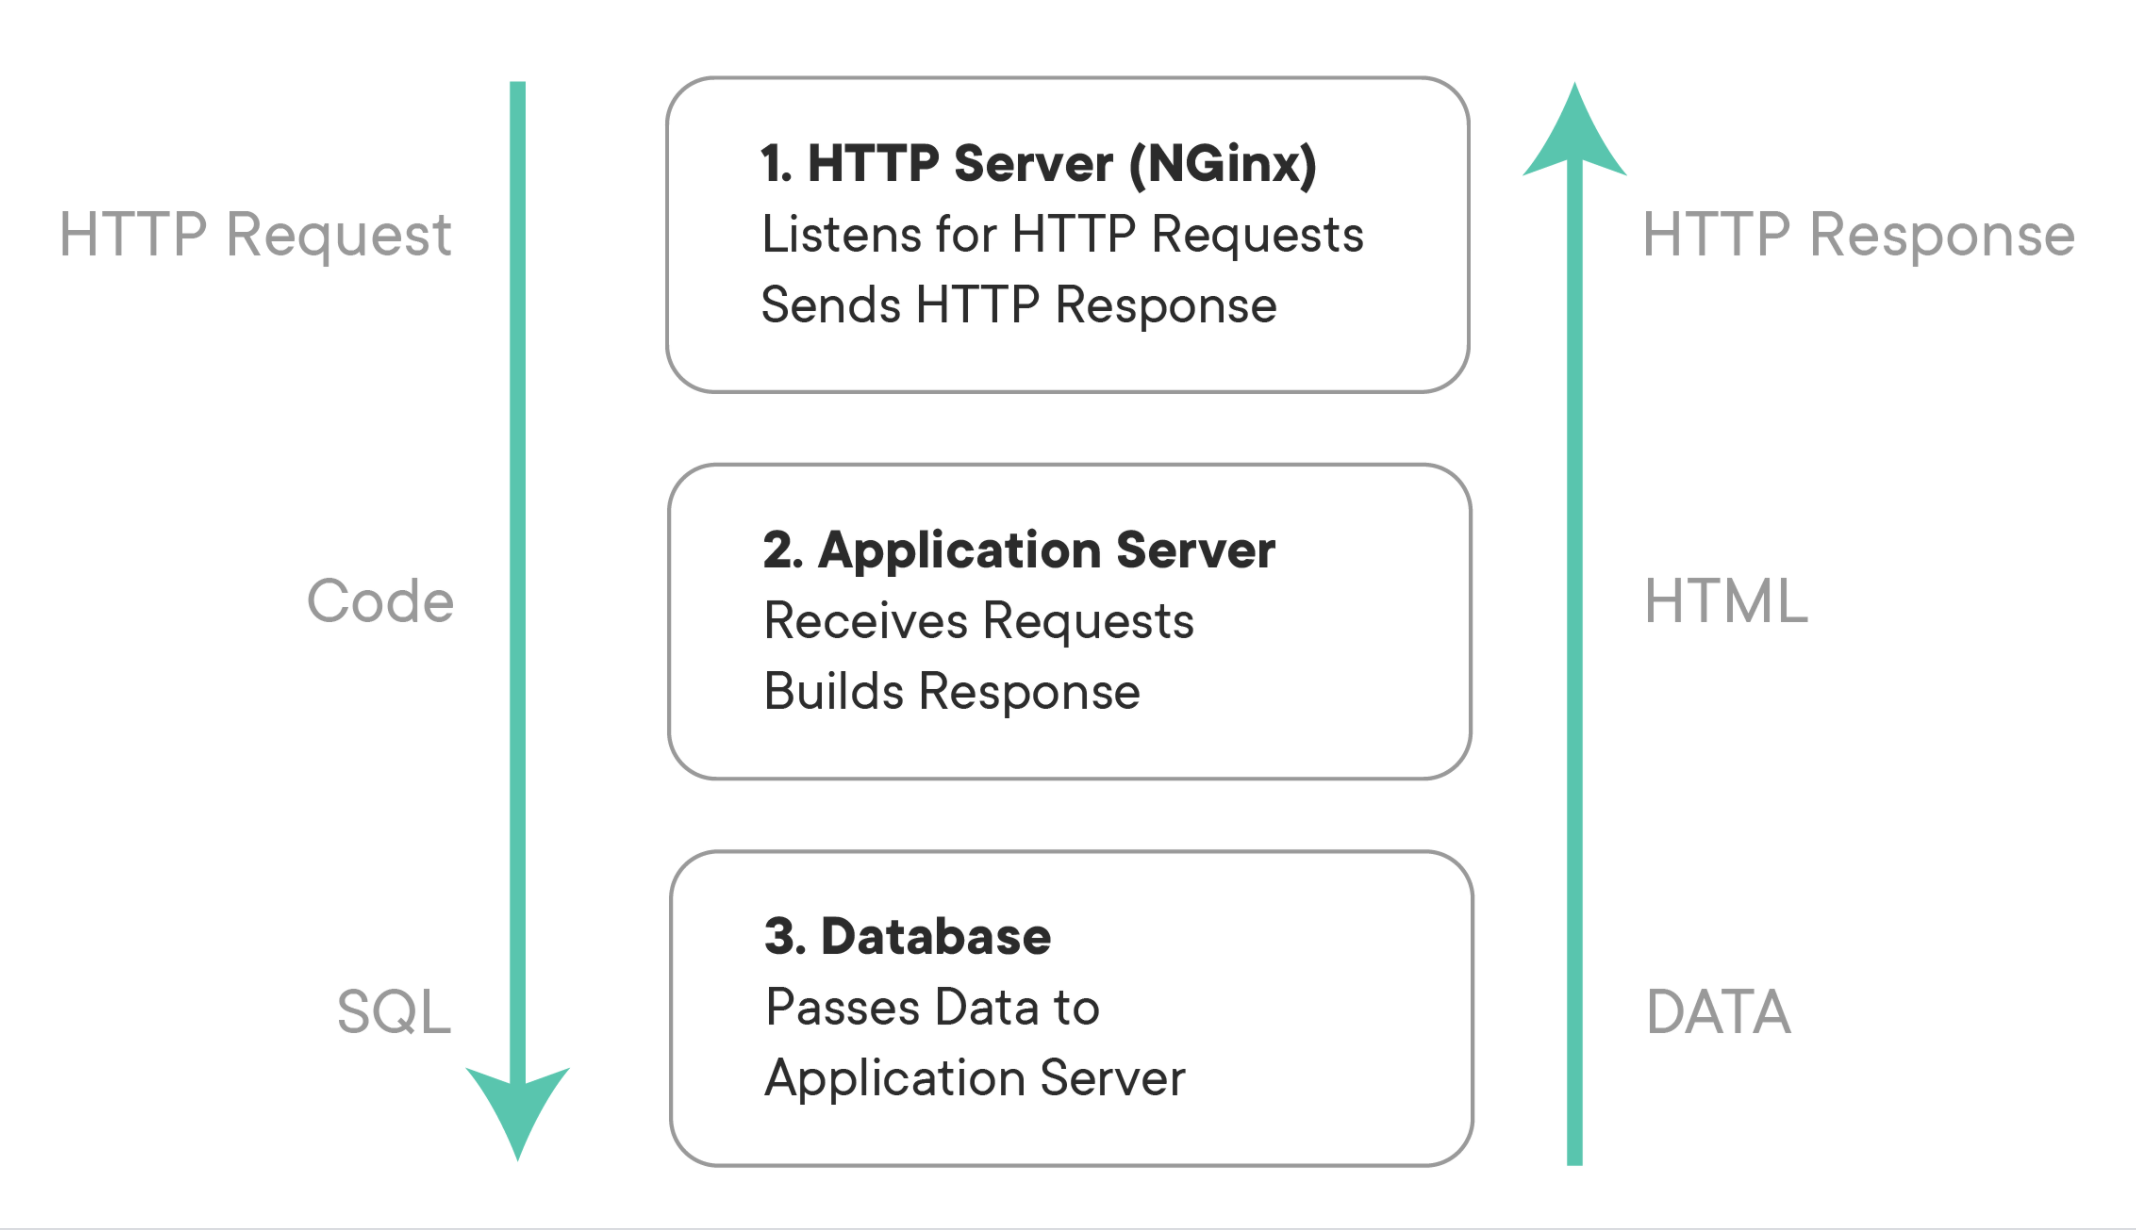 HTTP Request
Code
SQL
1. HTTP Server (NGinx)
Listens for HTTP Requests
Sends HTTP Response
2. Application Server
Receives Requests
Builds Response
3. Database
Passes Data to
Application Server
HTTP Response
HTML
DATA